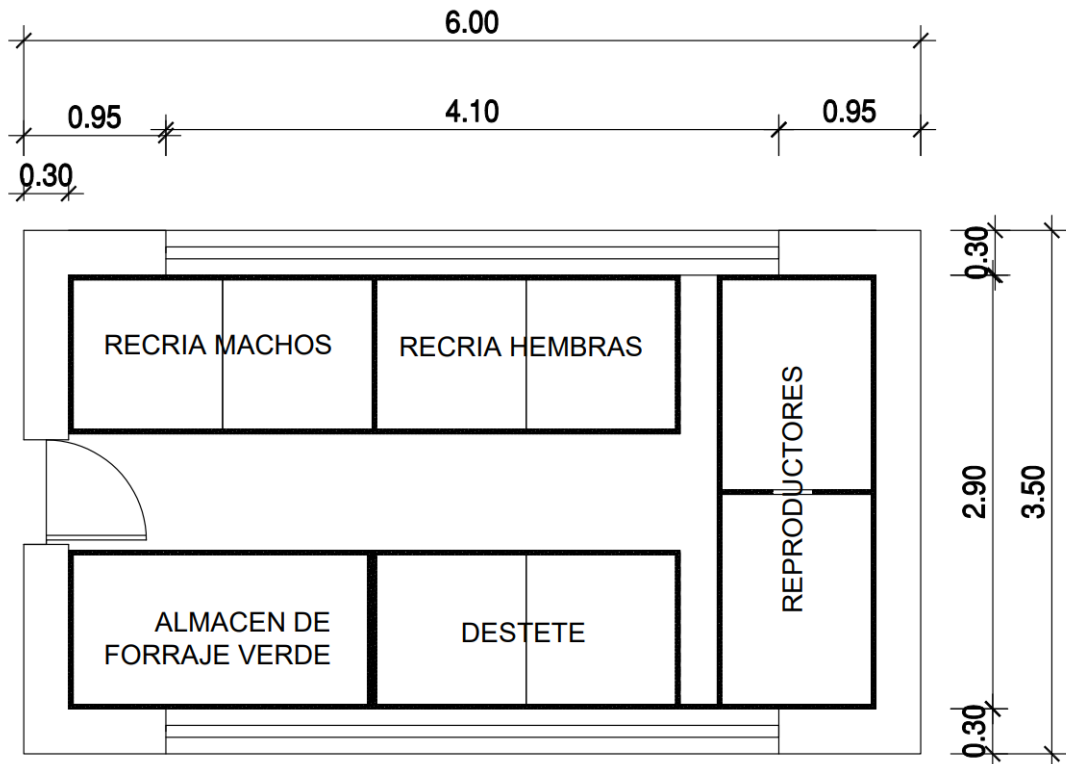 6.00
0.95
4.10
0.95
0.30
0.30
RECRIA MACHOS
RECRIA HEMBRAS
REPRODUCTORES
2.90
3.50
ALMACEN DE
FORRAJE VERDE
DESTETE
0.30